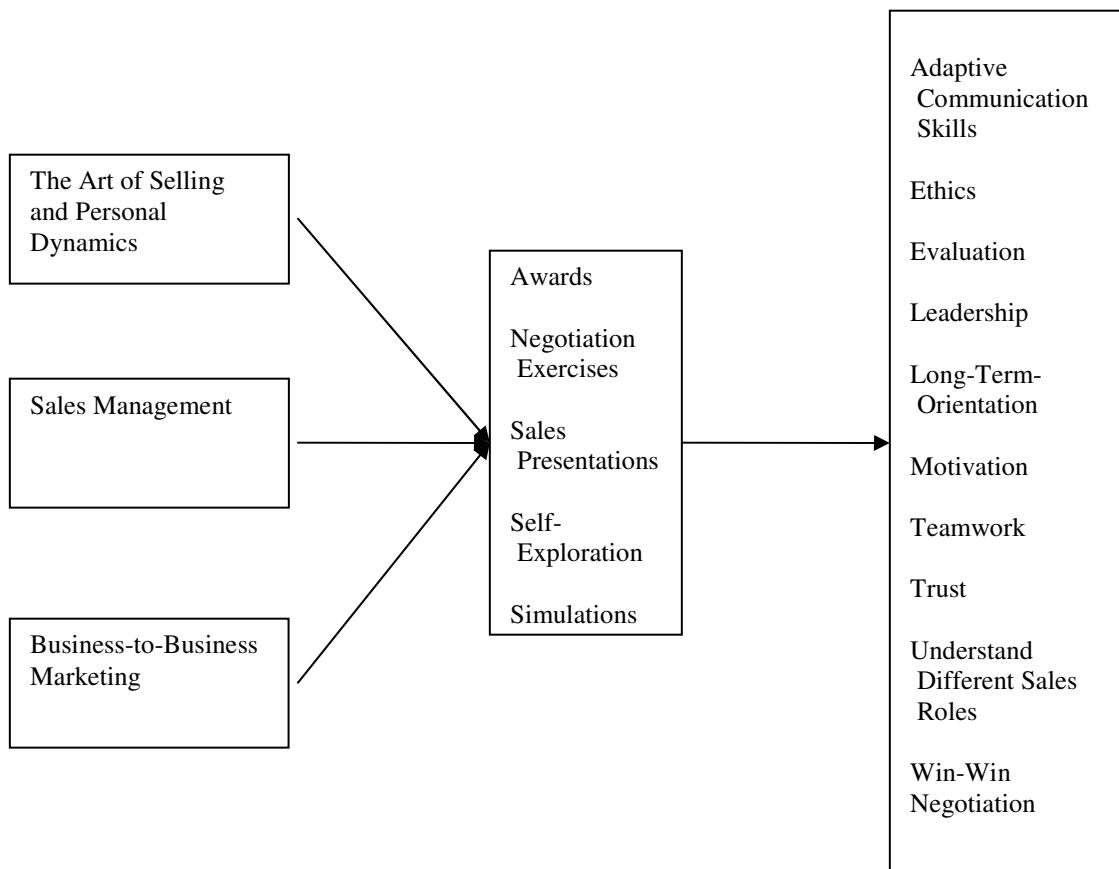 The Art of Selling
and Personal
Dynamics
Sales Management
Business-to-Business
Marketing
Awards
Negotiation
Exercises
Sales
Presentations
Self-
Exploration
Simulations
Adaptive
Communication
Skills
Ethics
Evaluation
Leadership
Long-Term-
Orientation
Motivation
Teamwork
Trust
Understand
Different Sales
Roles
Win-Win
Negotiation